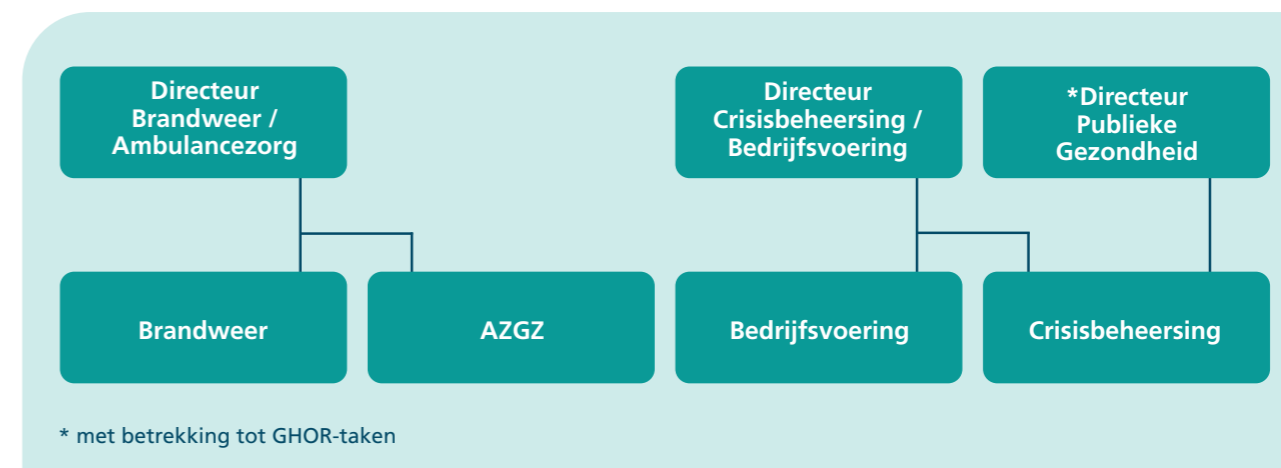 Directeur
Brandweer /
Ambulancezorg
Directeur
Crisisbeheersing /
Bedrijfsvoering
*Directeur
Publieke
Gezondheid
Brandweer
AZGZ
Bedrijfsvoering
Crisisbeheersing
* met betrekking tot GHOR-taken